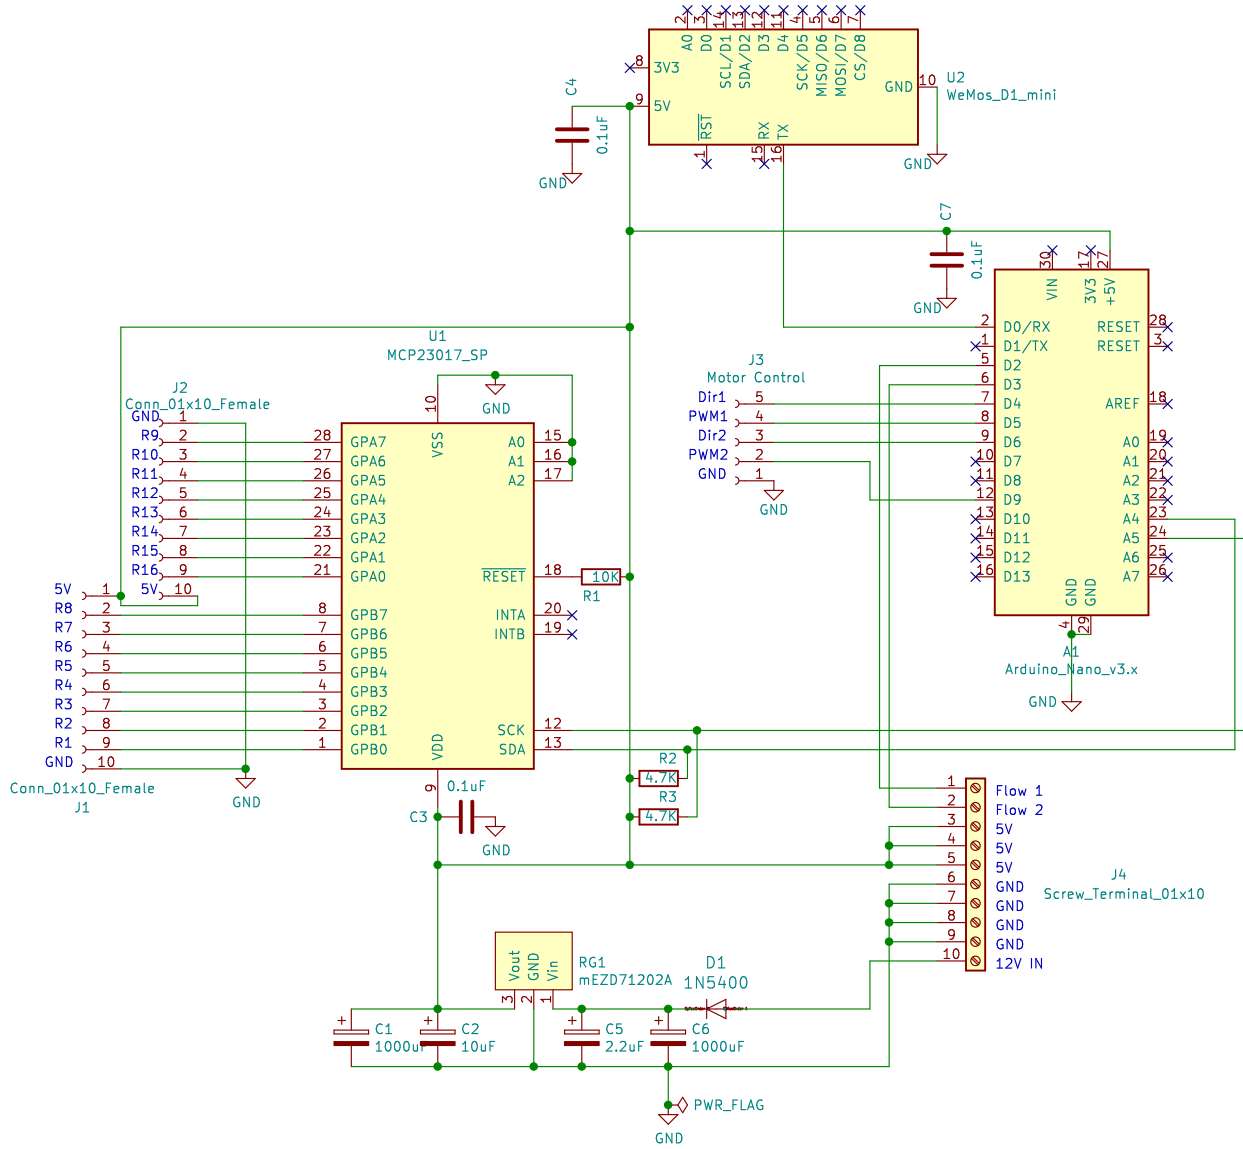 2
3
14
13
12
11
4
5
6
7
A0
D0
SCL/D1
SDA/D2
D3
D4
SCK/D5
MISO/D6
MOSI/D7
CS/D8
8
3V3
9
5V
GND
10
U2
WeMos_D1_mini
RST
RX
TX
1
15
16
GND
C4
0.1uF
GND
C7
0.1uF
GND
30
17
27
VIN
3V3
+5V
2
D0/RX
1
D1/TX
5
D2
6
D3
7
D4
8
D5
9
D6
10
D7
11
D8
12
D9
13
D10
14
D11
15
D12
16
D13
RESET
28
RESET
3
AREF
18
A0
19
A1
20
A2
21
A3
22
A4
23
A5
24
A6
25
A7
26
GND
GND
4
29
A1
Arduino_Nano_v3.x
GND
J3
Motor Control
Dir1
5
PWM1
4
Dir2
3
PWM2
2
GND
1
GND
U1
MCP23017_SP
10
VSS
GND
28
GPA7
27
GPA6
26
GPA5
25
GPA4
24
GPA3
23
GPA2
22
GPA1
21
GPA0
8
GPB7
7
GPB6
6
GPB5
5
GPB4
4
GPB3
3
GPB2
2
GPB1
1
GPB0
A0
15
A1
16
A2
17
RESET
18
10K
R1
INTA
20
INTB
19
SCK
12
SDA
13
VDD
9
J2
Conn_01x10_Female
GND
1
R9
2
R10
3
R11
4
R12
5
R13
6
R14
7
R15
8
R16
9
5V
10
5V
1
R8
2
R7
3
R6
4
R5
5
R4
6
R3
7
R2
8
R1
9
GND
10
Conn_01x10_Female
J1
GND
0.1uF
C3
GND
R2
4.7K
R3
4.7K
1
Flow 1
2
Flow 2
3
5V
4
5V
5
5V
6
GND
7
GND
8
GND
9
GND
10
12V IN
J4
Screw_Terminal_01x10
Vout
GND
Vin
3
2
1
RG1
mEZD71202A
D1
1N5400
+
C1
1000uF
+
C2
10uF
+
C5
2.2uF
+
C6
1000uF
PWR_FLAG
GND